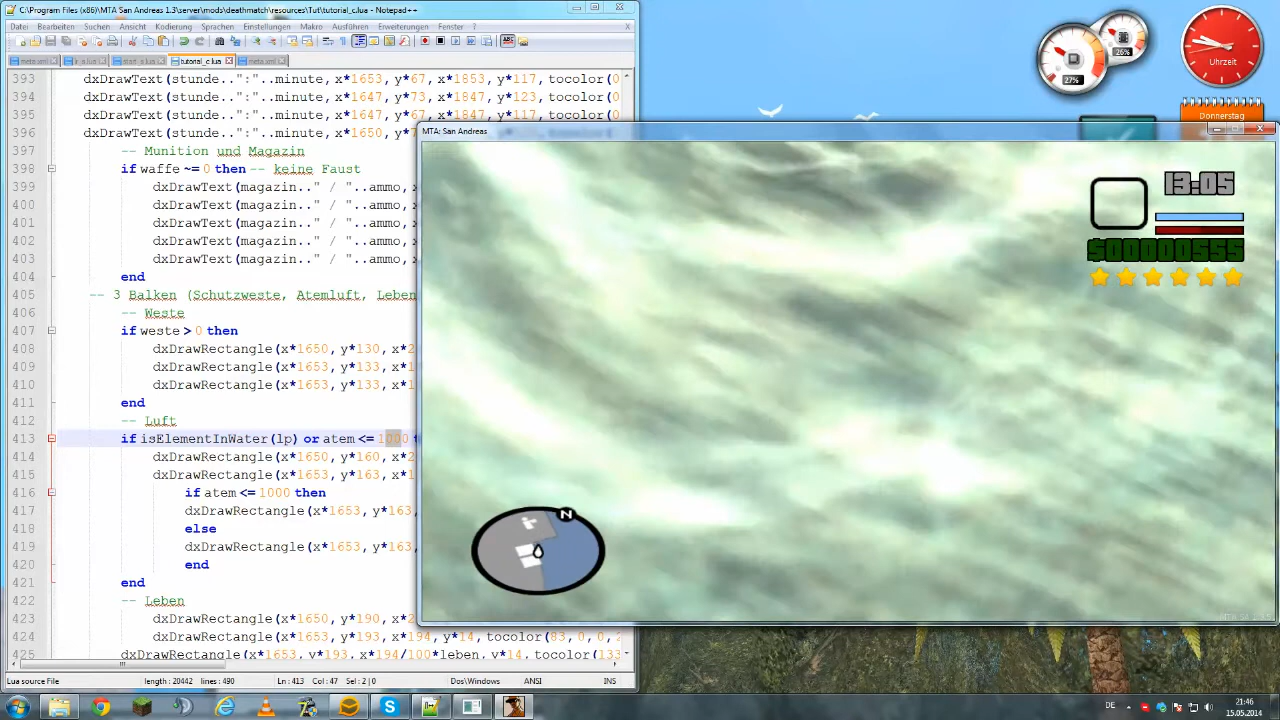 C:\Program Files (x86)\MTA San Andreas 1.3\server\mods\deathmatch\resources\Tut\tutorial_c.lua - Notepad++
Datei Bearbeiten Suchen Ansicht Kodierung Sprachen Einstellungen Makro Ausführen Erweiterungen Fenster ? X
tutorial_c.lua
393 dxDrawText(stunde..":"..minute, x*1653, y*67, x*1853, y*117, tocolor(0
394 dxDrawText(stunde..":"..minute, x*1647, y*73, x*1847, y*123, tocolor(0
395 dxDrawText(stunde..":"..minute, x*1647, y*67, x*1847, y*117, tocolor(0
396 dxDrawText(stunde..":"..minute, x*1650, y*7
397 -- Munition und Magazin
398 if waffe ~= 0 then -- keine Faust
399 dxDrawText(magazin.." / "..ammo,
400 dxDrawText(magazin.." / "..ammo,
401 dxDrawText(magazin.." / "..ammo,
402 dxDrawText(magazin.." / "..ammo,
403 dxDrawText(magazin.." / "..ammo,
404 end
405 -- 3 Balken (Schutzweste, Atemluft, Leben
406 -- Weste
407 if weste > 0 then
408 dxDrawRectangle(x*1650, y*130, x*2
409 dxDrawRectangle(x*1653, y*133, x*1
410 dxDrawRectangle(x*1653, y*133, x*1
411 end
412 -- Luft
413 if isElementInWater(lp) or atem <= 1000 t
414 dxDrawRectangle(x*1650, y*160, x*2
415 dxDrawRectangle(x*1653, y*163, x*1
416 if atem <= 1000 then
417 dxDrawRectangle(x*1653, y*163,
418 else
419 dxDrawRectangle(x*1653, y*163,
420 end
421 end
422 -- Leben
423 dxDrawRectangle(x*1650, y*190, x*2
424 dxDrawRectangle(x*1653, y*193, x*194, y*14, tocolor(83, 0, 0, 2
425 dxDrawRectangle(x*1653, y*193, x*194/100*leben, y*14, tocolor(133
Lua source File length : 20442 lines : 490 Ln : 413 Col : 47 Sel : 2 | 0 Dos\Windows ANSI INS
MTA: San Andreas
13:05
$00000555
N
27%
26%
Uhrzeit
Donnerstag
DE
21:46
15.05.2014